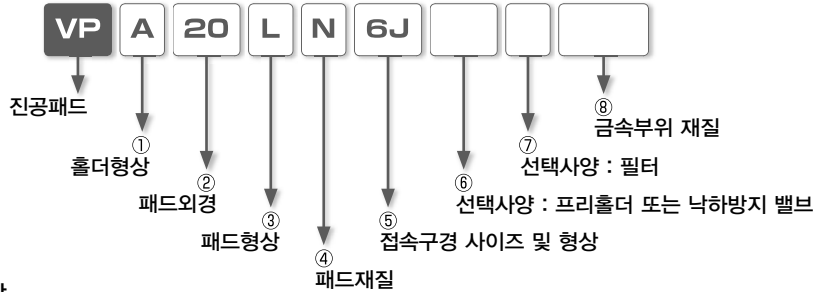 VP A 20 L N 6J
진공패드
⑧
금속부위 재질
①
홀더형상
⑦
선택사양 : 필터
②
패드외경
⑥
선택사양 : 프리홀더 또는 낙하방지 밸브
③
패드형상
⑤
접속구경 사이즈 및 형상
④
패드재질